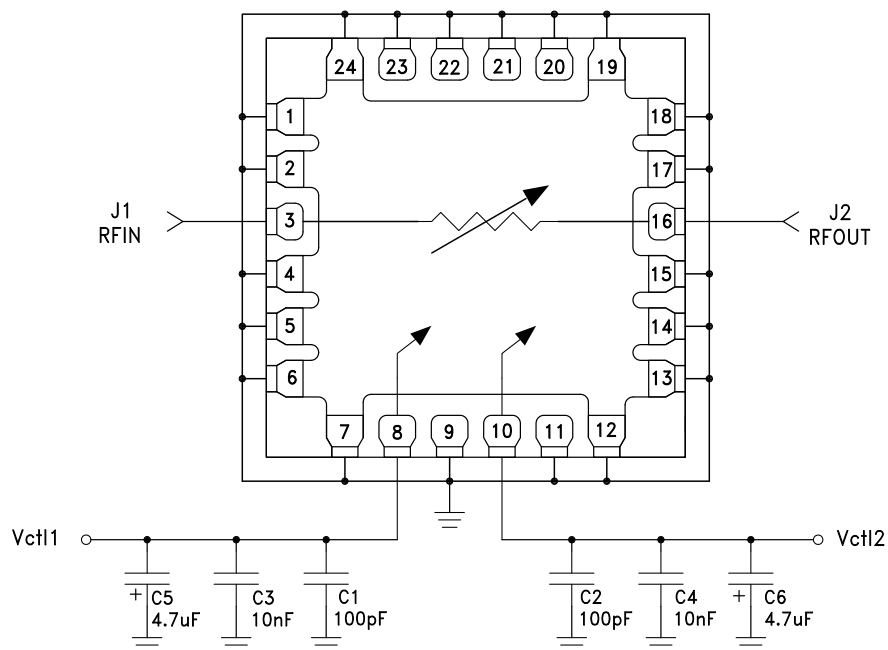 24 23 22 21 20 19
1 18
2 17
J1
RFIN
3 16
J2
RFOUT
4 15
5 14
6 13
7 8 9 10 11 12
Vctl1 Vctl2
+ C5
4.7uF
C3
10nF
C1
100pF
C2
100pF
C4
10nF
+ C6
4.7uF